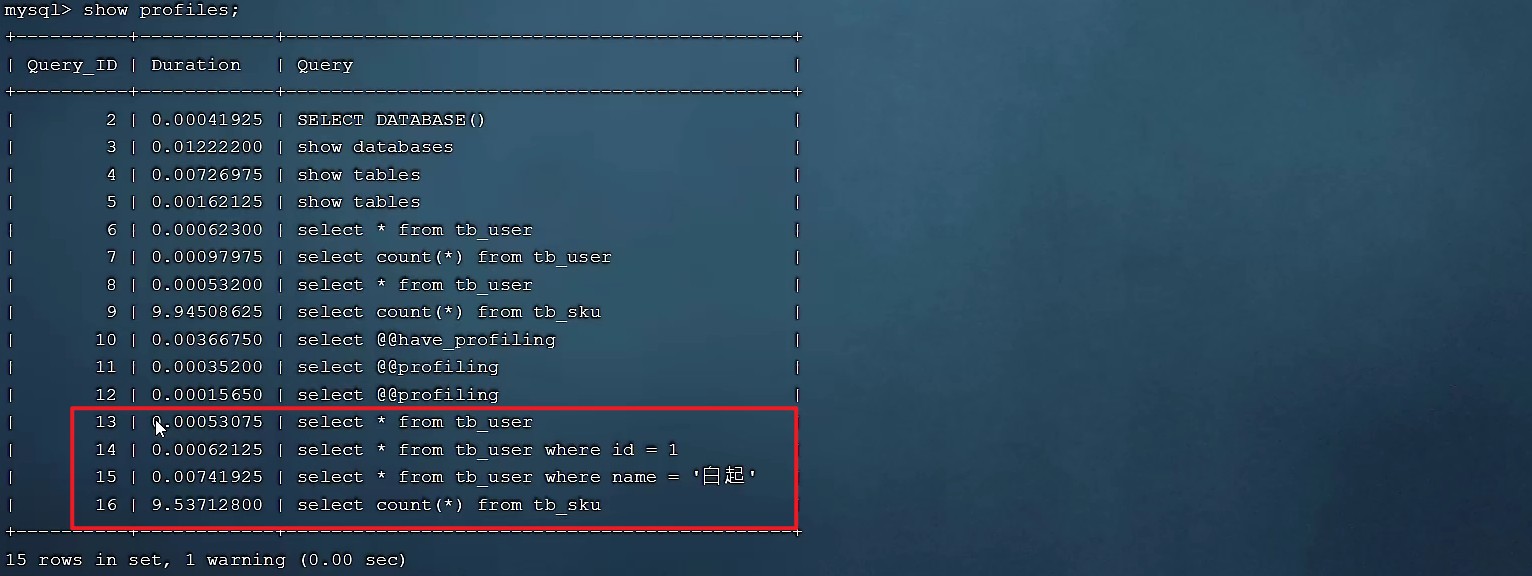 mysql> show profiles;
+----------+------------+-----------------------------------------------+
| Query_ID | Duration   | Query                                         |
+----------+------------+-----------------------------------------------+
|        2 | 0.00041925 | SELECT DATABASE()                             |
|        3 | 0.01222200 | show databases                                |
|        4 | 0.00726975 | show tables                                   |
|        5 | 0.00162125 | show tables                                   |
|        6 | 0.00062300 | select * from tb_user                         |
|        7 | 0.00097975 | select count(*) from tb_user                  |
|        8 | 0.00053200 | select * from tb_user                         |
|        9 | 9.94508625 | select count(*) from tb_sku                   |
|       10 | 0.00366750 | select @@have_profiling                       |
|       11 | 0.00035200 | select @@profiling                            |
|       12 | 0.00015650 | select @@profiling                            |
|       13 | 0.00053075 | select * from tb_user                         |
|       14 | 0.00062125 | select * from tb_user where id = 1            |
|       15 | 0.00741925 | select * from tb_user where name = '白起'     |
|       16 | 9.53712800 | select count(*) from tb_sku                   |
+----------+------------+-----------------------------------------------+
15 rows in set, 1 warning (0.00 sec)